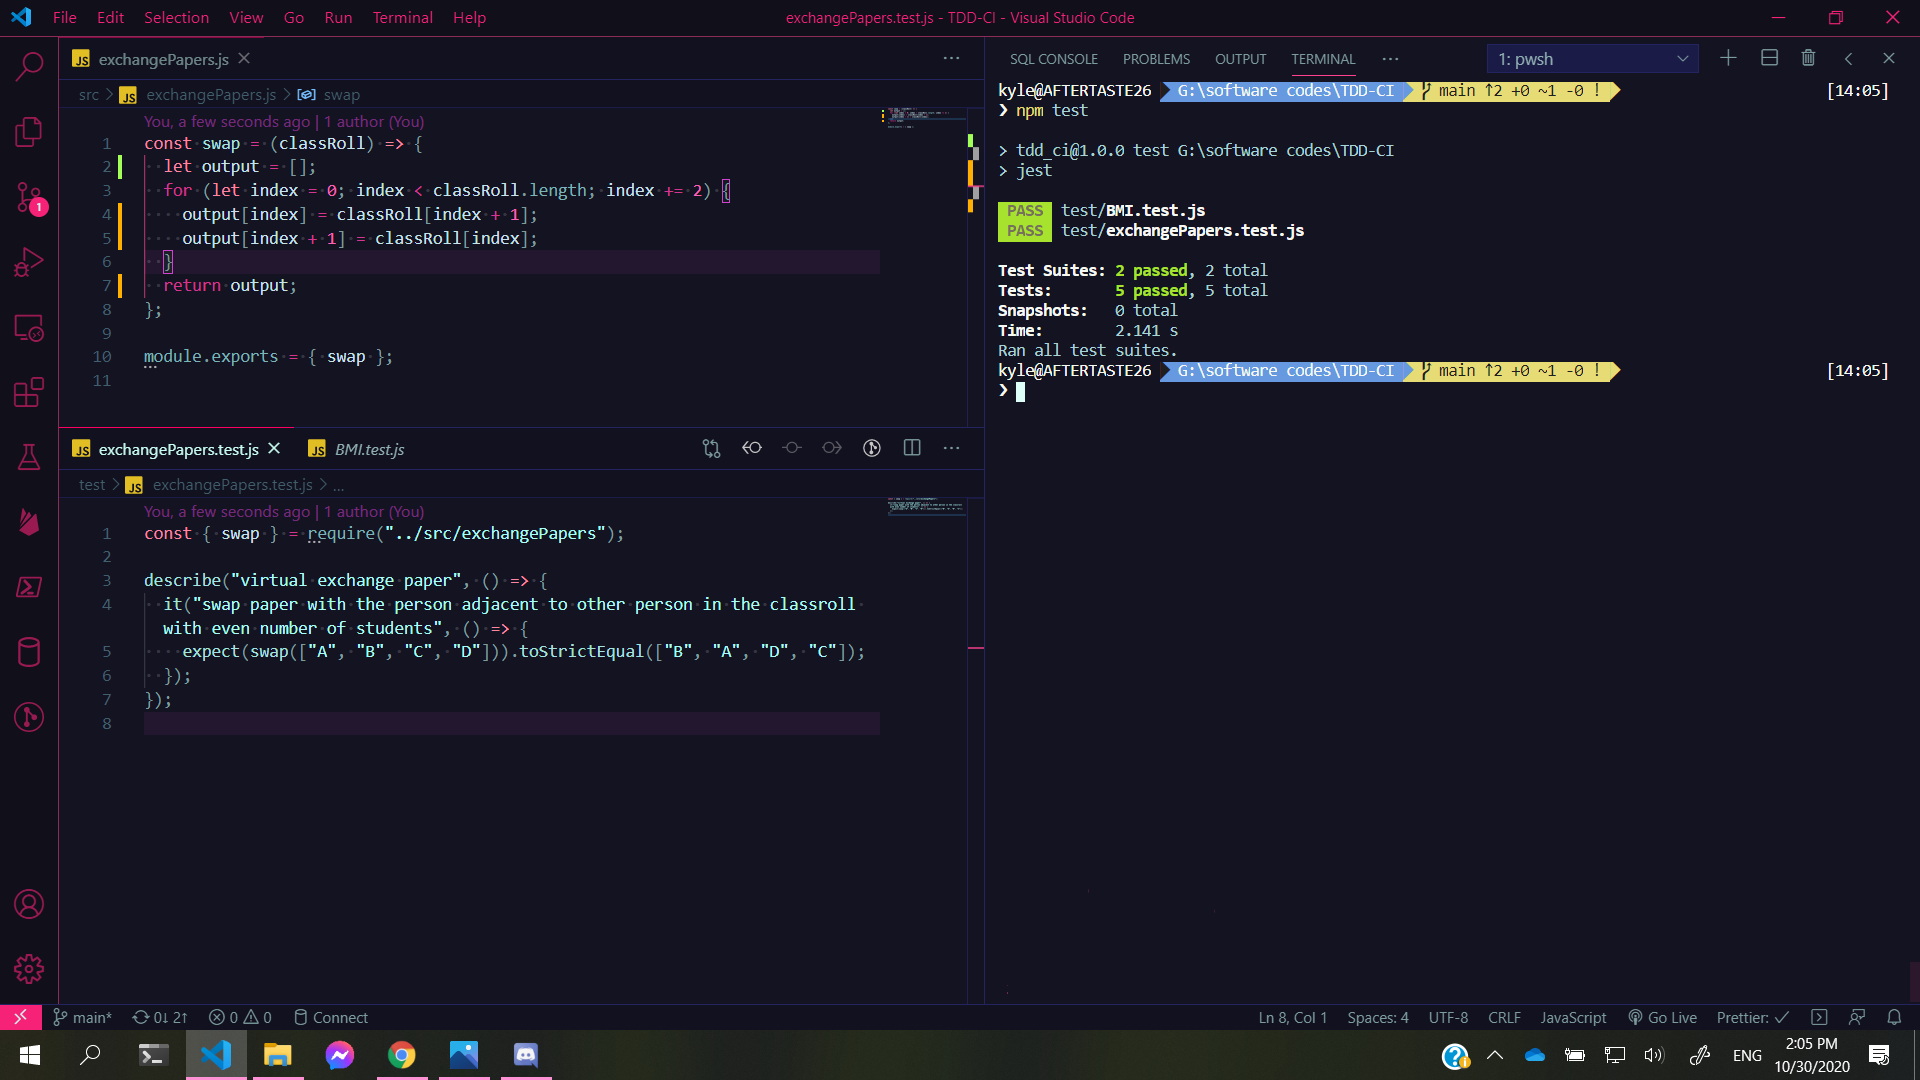 File Edit Selection View Go Run Terminal Help
exchangePapers.test.js - TDD-CI - Visual Studio Code
JS exchangePapers.js
src > JS exchangePapers.js > swap
You, a few seconds ago | 1 author (You)
1 const swap = (classRoll) => {
2 let output = [];
3 for (let index = 0; index < classRoll.length; index += 2) {
4 output[index] = classRoll[index + 1];
5 output[index + 1] = classRoll[index];
6 }
7 return output;
8 };
9
10 module.exports = { swap };
11
1
JS exchangePapers.test.js JS BMI.test.js
test > JS exchangePapers.test.js > ...
You, a few seconds ago | 1 author (You)
1 const { swap } = require("../src/exchangePapers");
2
3 describe("virtual exchange paper", () => {
4 it("swap paper with the person adjacent to other person in the classroll
with even number of students", () => {
5 expect(swap(["A", "B", "C", "D"])).toStrictEqual(["B", "A", "D", "C"]);
6 });
7 });
8
SQL CONSOLE PROBLEMS OUTPUT TERMINAL ... 1: pwsh
kyle@AFTERTASTE26 G:\software codes\TDD-CI main ↑2 +0 ~1 -0 ! [14:05]
❯ npm test
> tdd_ci@1.0.0 test G:\software codes\TDD-CI
> jest
PASS test/BMI.test.js
PASS test/exchangePapers.test.js
Test Suites: 2 passed, 2 total
Tests: 5 passed, 5 total
Snapshots: 0 total
Time: 2.141 s
Ran all test suites.
kyle@AFTERTASTE26 G:\software codes\TDD-CI main ↑2 +0 ~1 -0 ! [14:05]
❯
main* 0↓ 2↑ 0 0 Connect
Ln 8, Col 1 Spaces: 4 UTF-8 CRLF JavaScript Go Live Prettier: ✓
ENG
2:05 PM
10/30/2020